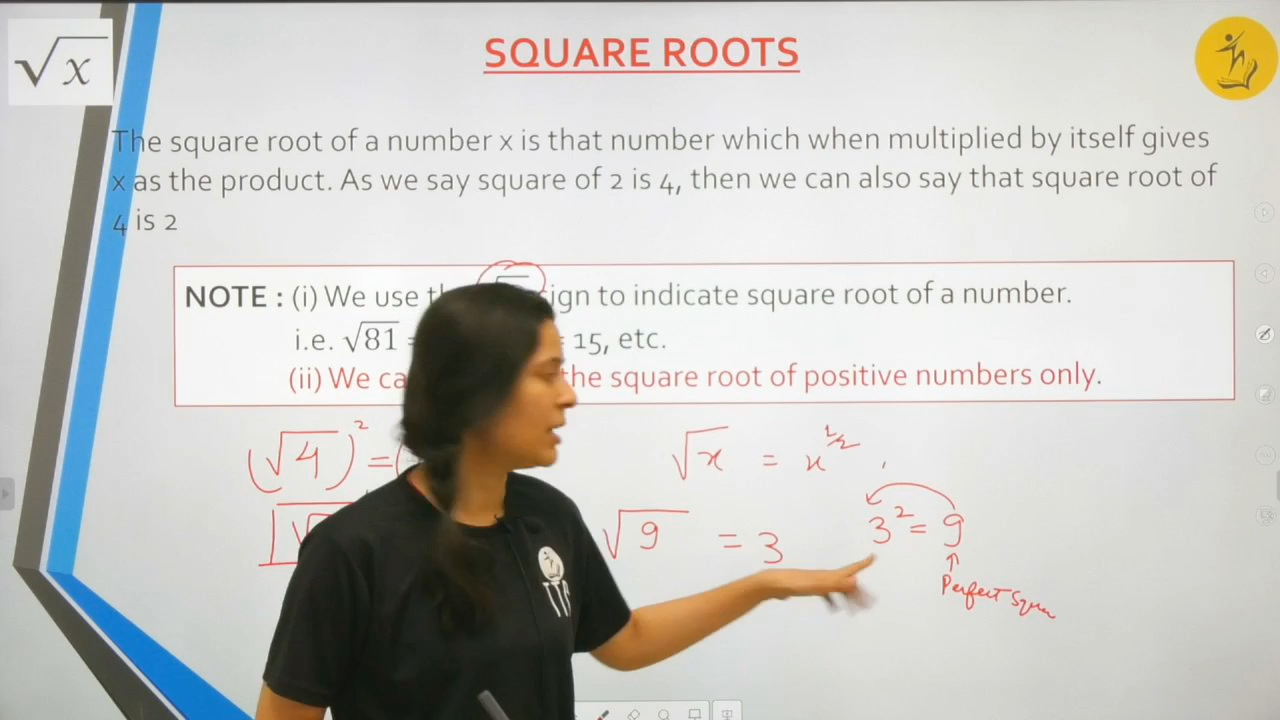 √x
SQUARE ROOTS
The square root of a number x is that number which when multiplied by itself gives
x as the product. As we say square of 2 is 4, then we can also say that square root of
4 is 2
NOTE : (i) We use ign to indicate square root of a number.
i.e. √81 = = 15, etc.
(ii) We ca the square root of positive numbers only.
(√4)² = (
√x = x^½ ,
√9 = 3
3² = 9
Perfect